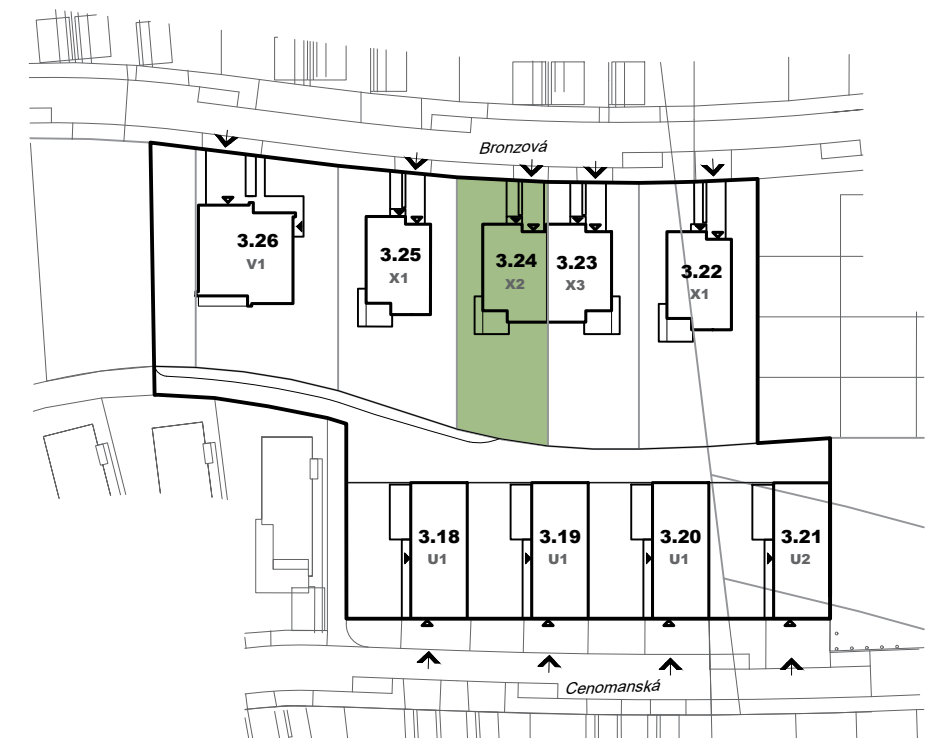 Bronzová
3.26
V1
3.25
X1
3.24
X2
3.23
X3
3.22
X1
3.18
U1
3.19
U1
3.20
U1
3.21
U2
Cenomanská